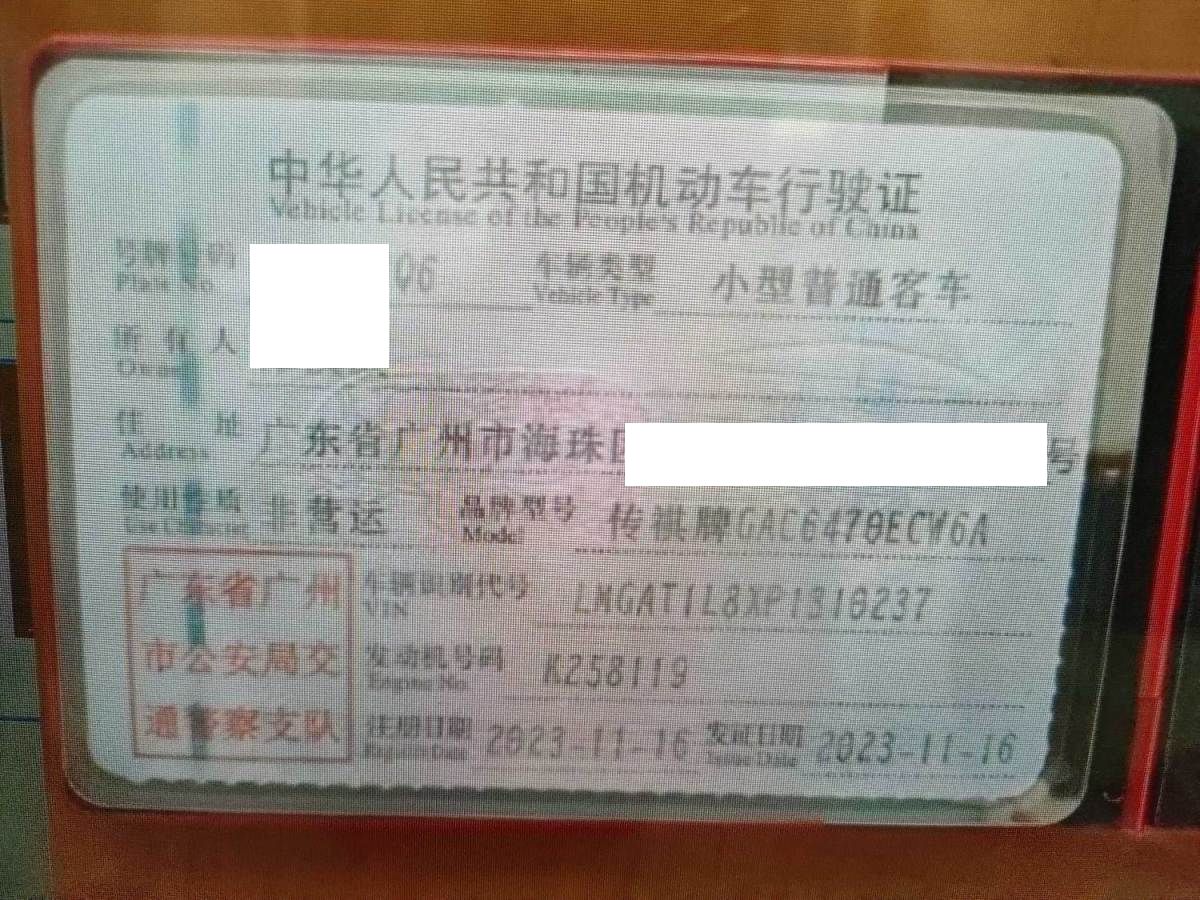 中华人民共和国机动车行驶证
Vehicle License of the People's Republic of China
号牌号码 06 车辆类型 小型普通客车
Plate No. Vehicle Type
所有人
Owner
住址 广东省广州市海珠区 号
Address
使用性质 非营运 品牌型号 传祺牌GAC6470ECW6A
Use Character Model
广东省广州
市公安局交
通警察支队
车辆识别代号 LMGAT1L8XP1310237
VIN
发动机号码 K258119
Engine No.
注册日期 2023-11-16 发证日期 2023-11-16
Register Date Issue Date